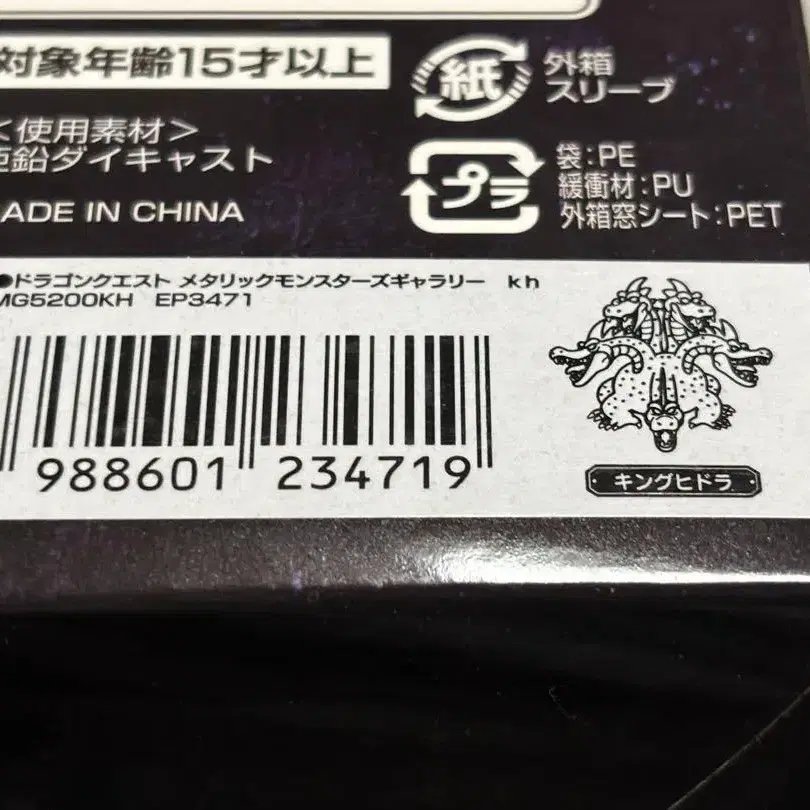 対象年齢15才以上
紙
外箱
スリーブ
<使用素材>
亜鉛ダイキャスト
プラ
袋:PE
緩衝材:PU
外箱窓シート:PET
MADE IN CHINA
●ドラゴンクエスト メタリックモンスターズギャラリー kh
MG5200KH EP3471
988601 234719
キングヒドラ